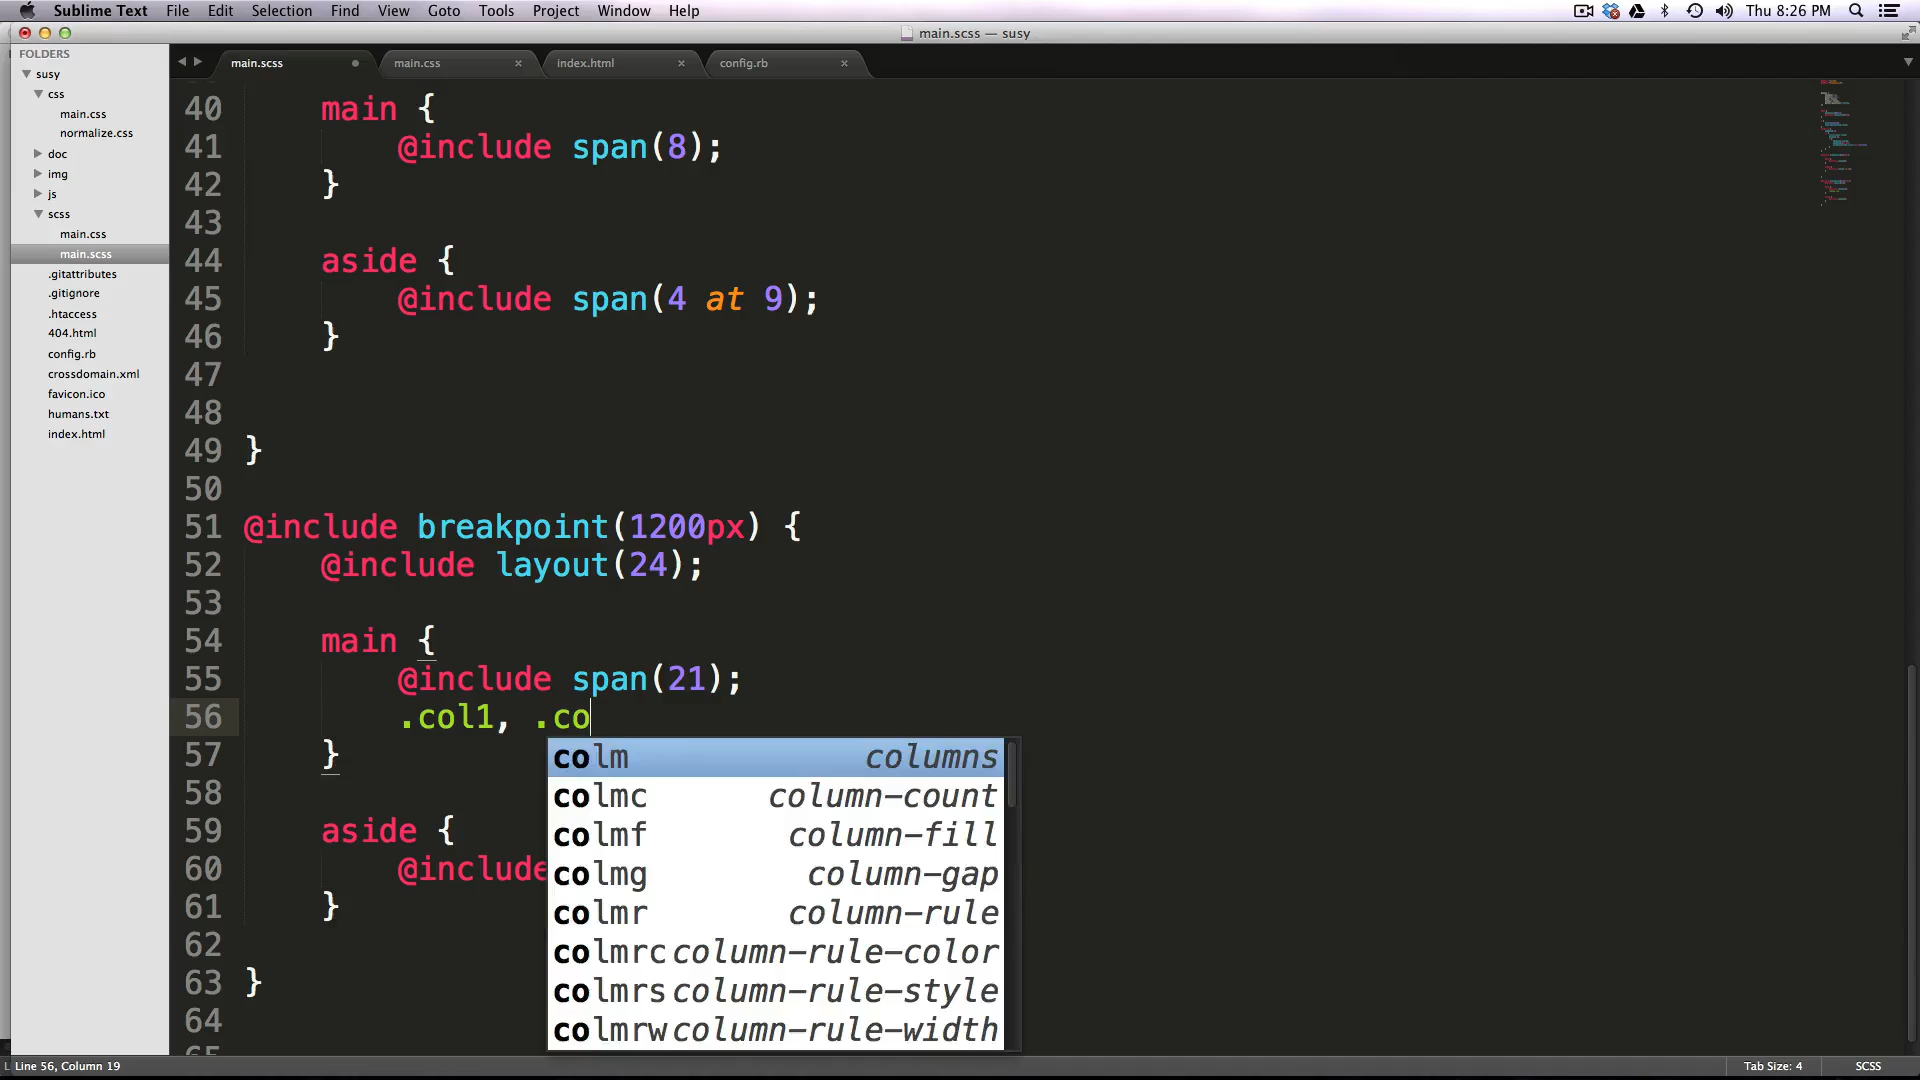 Sublime Text File Edit Selection Find View Goto Tools Project Window Help Thu 8:26 PM
main.scss — susy
FOLDERS
susy
css
main.css
normalize.css
doc
img
js
scss
main.css
main.scss
.gitattributes
.gitignore
.htaccess
404.html
config.rb
crossdomain.xml
favicon.ico
humans.txt
index.html
main.scss main.css index.html config.rb
40 main {
41 @include span(8);
42 }
43
44 aside {
45 @include span(4 at 9);
46 }
47
48
49 }
50
51 @include breakpoint(1200px) {
52 @include layout(24);
53
54 main {
55 @include span(21);
56 .col1, .co
57 }
58
59 aside {
60 @include
61 }
62
63 }
64
colm columns
colmc column-count
colmf column-fill
colmg column-gap
colmr column-rule
colmrc column-rule-color
colmrs column-rule-style
colmrw column-rule-width
Line 56, Column 19 Tab Size: 4 SCSS